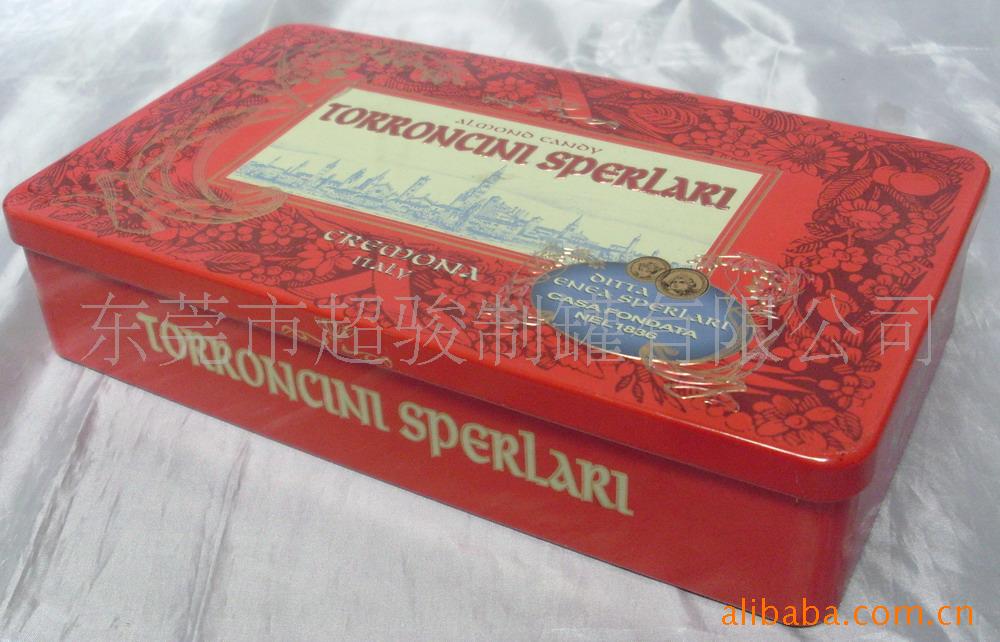 ALMOND CANDY
TORRONCINI SPERLARI
CREMONA
ITALY
DITTA
ENEA SPERLARI
CASA FONDATA
NEL 1836
东莞市超骏制罐有限公司
TORRONCINI SPERLARI
alibaba.com.cn